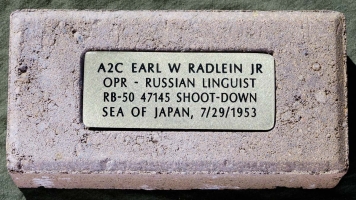 A2C EARL W RADLEIN JR
OPR - RUSSIAN LINGUIST
RB-50 47145 SHOOT-DOWN
SEA OF JAPAN, 7/29/1953